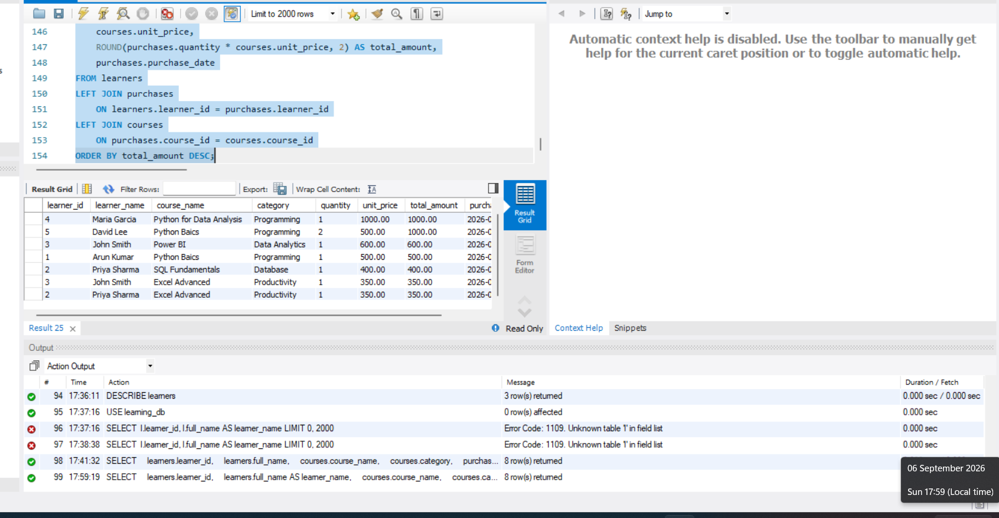 Limit to 2000 rows
Jump to
146 courses.unit_price,
147 ROUND(purchases.quantity * courses.unit_price, 2) AS total_amount,
148 purchases.purchase_date
149 FROM learners
150 LEFT JOIN purchases
151 ON learners.learner_id = purchases.learner_id
152 LEFT JOIN courses
153 ON purchases.course_id = courses.course_id
154 ORDER BY total_amount DESC;
Automatic context help is disabled. Use the toolbar to manually get
help for the current caret position or to toggle automatic help.
Result Grid Filter Rows: Export: Wrap Cell Content:
learner_id learner_name course_name category quantity unit_price total_amount purcha
4 Maria Garcia Python for Data Analysis Programming 1 1000.00 1000.00 2026-0
5 David Lee Python Baics Programming 2 500.00 1000.00 2026-0
3 John Smith Power BI Data Analytics 1 600.00 600.00 2026-0
1 Arun Kumar Python Baics Programming 1 500.00 500.00 2026-0
2 Priya Sharma SQL Fundamentals Database 1 400.00 400.00 2026-0
3 John Smith Excel Advanced Productivity 1 350.00 350.00 2026-0
2 Priya Sharma Excel Advanced Productivity 1 350.00 350.00 2026-0
Result
Grid
Form
Editor
Result 25
Read Only
Context Help Snippets
Output
Action Output
# Time Action Message Duration / Fetch
94 17:36:11 DESCRIBE learners 3 row(s) returned 0.000 sec / 0.000 sec
95 17:37:16 USE learning_db 0 row(s) affected 0.000 sec
96 17:37:16 SELECT l.learner_id, l.full_name AS learner_name LIMIT 0, 2000 Error Code: 1109. Unknown table 'l' in field list 0.000 sec
97 17:38:38 SELECT l.learner_id, l.full_name AS learner_name LIMIT 0, 2000 Error Code: 1109. Unknown table 'l' in field list 0.000 sec
98 17:41:32 SELECT learners.learner_id, learners.full_name, courses.course_name, courses.category, purchas... 8 row(s) returned
99 17:59:19 SELECT learners.learner_id, learners.full_name AS learner_name, courses.course_name, courses.ca... 8 row(s) returned
06 September 2026
Sun 17:59 (Local time)